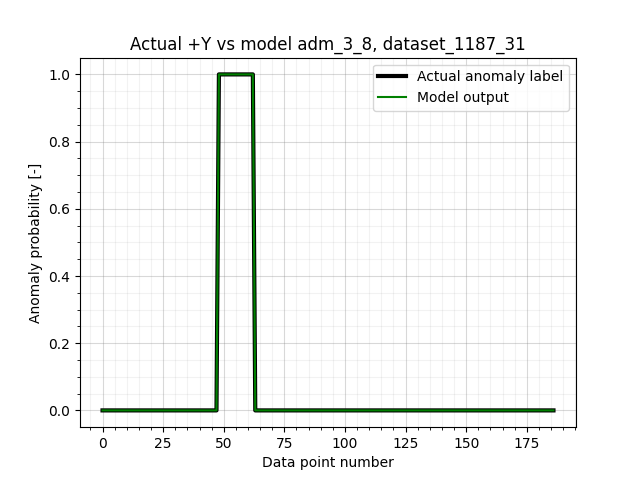 Actual +Y vs model adm_3_8, dataset_1187_31
Actual anomaly label
Model output
Anomaly probability [-]
1.0
0.8
0.6
0.4
0.2
0.0
0 25 50 75 100 125 150 175
Data point number